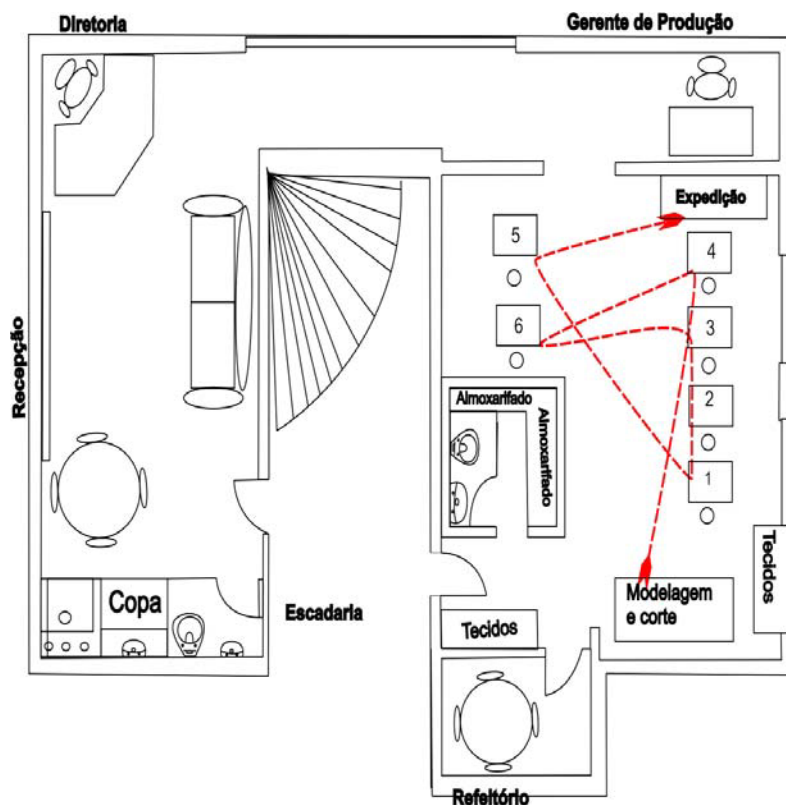 Diretoria
Gerente de Produção
Expedição
5
4
6
3
Recepção
Almoxarifado
Almoxarifado
2
1
Tecidos
Copa
Escadaria
Modelagem
e corte
Tecidos
Refeitório